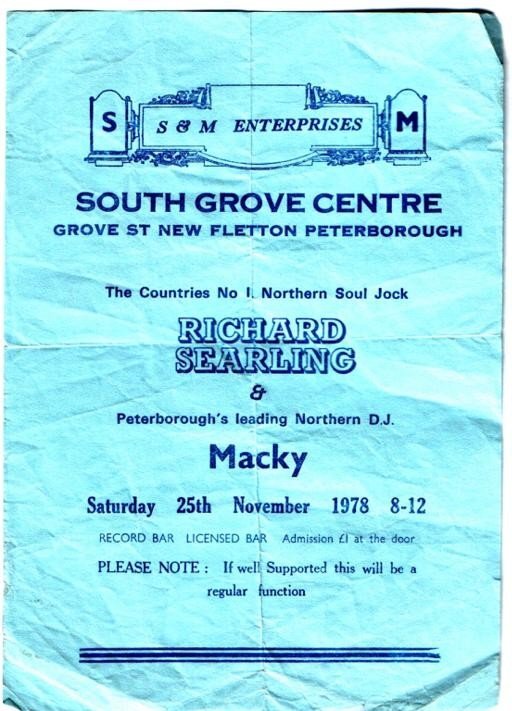 S S & M ENTERPRISES M
SOUTH GROVE CENTRE
GROVE ST NEW FLETTON PETERBOROUGH
The Countries No 1. Northern Soul Jock
RICHARD
SEARLING
&
Peterborough's leading Northern D.J.
Macky
Saturday 25th November 1978 8-12
RECORD BAR LICENSED BAR Admission £1 at the door
PLEASE NOTE : If well Supported this will be a
regular function